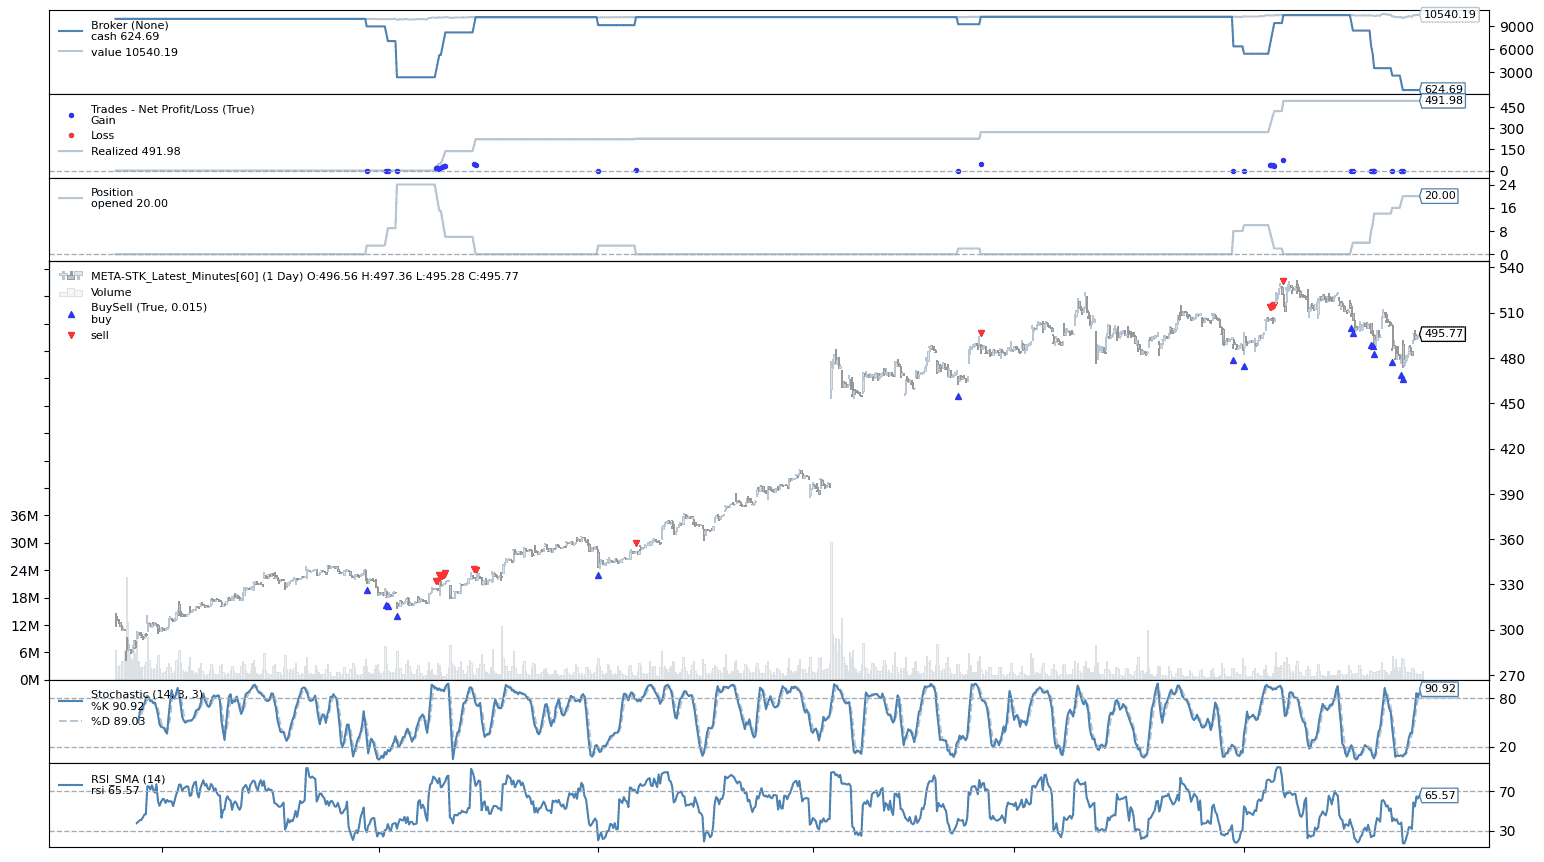 Broker (None)
cash 624.69
value 10540.19
10540.19
9000
6000
3000
624.69
Trades - Net Profit/Loss (True)
Gain
Loss
Realized 491.98
491.98
450
300
150
0
Position
opened 20.00
24
20.00
16
8
0
META-STK_Latest_Minutes[60] (1 Day) O:496.56 H:497.36 L:495.28 C:495.77
Volume
BuySell (True, 0.015)
buy
sell
540
510
495.77
480
450
420
390
360
330
300
270
36M
30M
24M
18M
12M
6M
0M
Stochastic (14, 3, 3)
%K 90.92
%D 89.03
90.92
80
20
RSI_SMA (14)
rsi 65.57
70
65.57
30